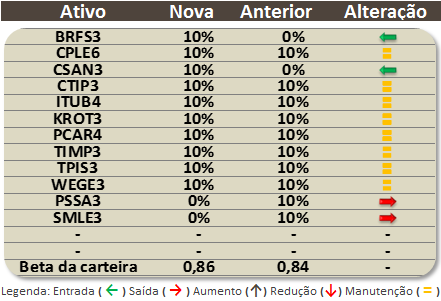 Ativo Nova Anterior Alteração
BRFS3 10% 0% ←
CPLE6 10% 10% =
CSAN3 10% 0% ←
CTIP3 10% 10% =
ITUB4 10% 10% =
KROT3 10% 10% =
PCAR4 10% 10% =
TIMP3 10% 10% =
TPIS3 10% 10% =
WEGE3 10% 10% =
PSSA3 0% 10% →
SMLE3 0% 10% →
- - - -
- - - -
Beta da carteira 0,86 0,84 -
Legenda: Entrada ( ← ) Saída ( → ) Aumento ( ↑ ) Redução ( ↓ ) Manutenção ( = )